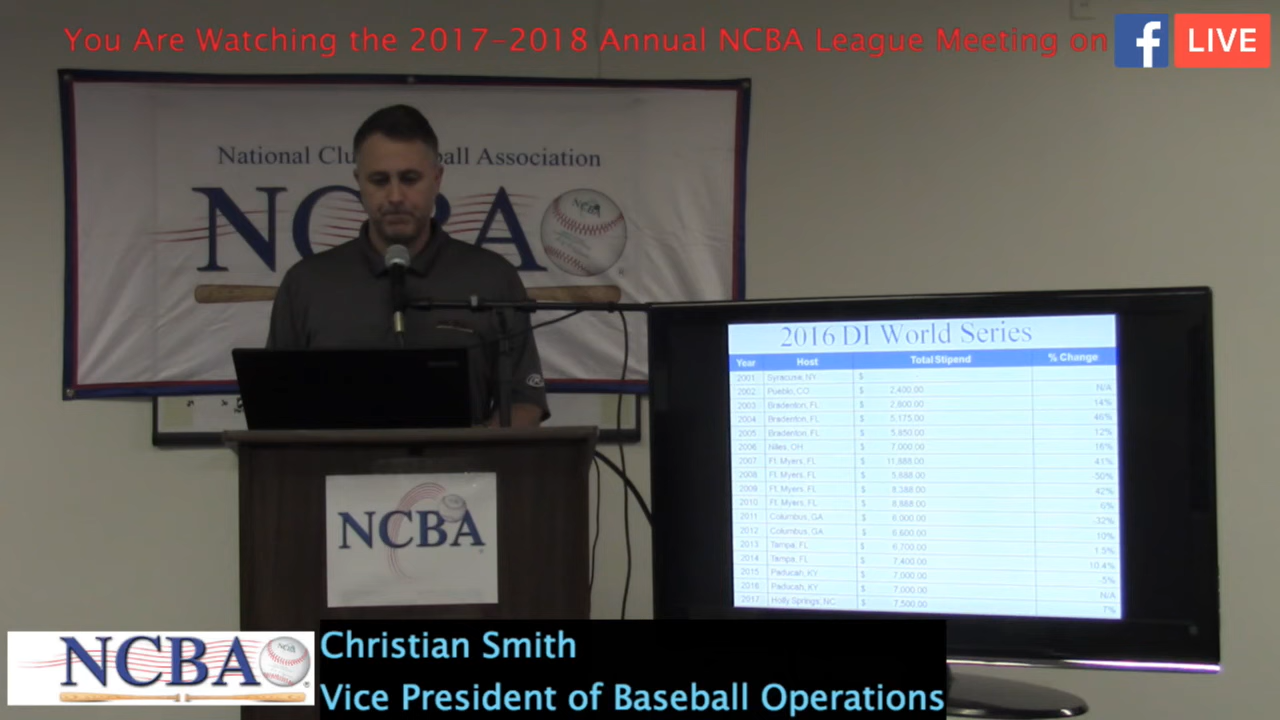 You Are Watching the 2017-2018 Annual NCBA League Meeting on f LIVE
National Clu ball Association
NCBA
NCBA
2016 DI World Series
Year Host Total Stipend % Change
2001 Syracuse, NY $ -
2002 Pueblo, CO $ 2,400.00 N/A
2003 Bradenton, FL $ 2,800.00 14%
2004 Bradenton, FL $ 5,175.00 46%
2005 Bradenton, FL $ 5,850.00 12%
2006 Niles, OH $ 7,000.00 16%
2007 Ft. Myers, FL $ 11,888.00 41%
2008 Ft. Myers, FL $ 5,888.00 -50%
2009 Ft. Myers, FL $ 8,388.00 42%
2010 Ft. Myers, FL $ 8,888.00 6%
2011 Columbus, GA $ 6,000.00 -32%
2012 Columbus, GA $ 6,600.00 10%
2013 Tampa, FL $ 6,700.00 1.5%
2014 Tampa, FL $ 7,400.00 10.4%
2015 Paducah, KY $ 7,000.00 -5%
2016 Paducah, KY $ 7,000.00 N/A
2017 Holly Springs, NC $ 7,500.00 7%
NCBA
NCBA
Christian Smith
Vice President of Baseball Operations